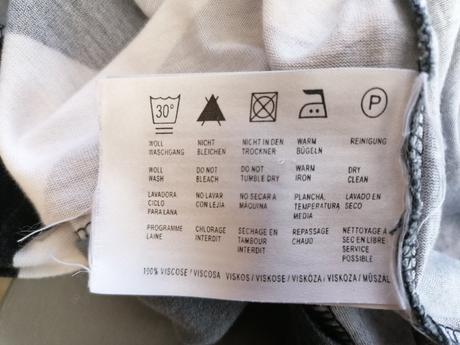 30° P
WOLL NICHT NICHT IN DEN WARM REINIGUNG
WASCHGANG BLEICHEN TROCKNER BÜGELN
WOLL DO NOT DO NOT WARM DRY
WASH BLEACH TUMBLE DRY IRON CLEAN
LAVADORA NO LAVAR NO SECAR A PLANCHA, LAVADO EN
CICLO CON LEJIA MAQUINA TEMPERATURA SECO
PARA LANA MEDIA
PROGRAMME CHLORAGE SECHAGE EN REPASSAGE NETTOYAGE A
LAINE INTERDIT TAMBOUR CHAUD SEC EN LIBRE
INTERDIT SERVICE
POSSIBLE
100% VISCOSE / VISCOSA VISKOS / VISKOSE / VISKÓZA / VISKOZA / MŰSZÁL